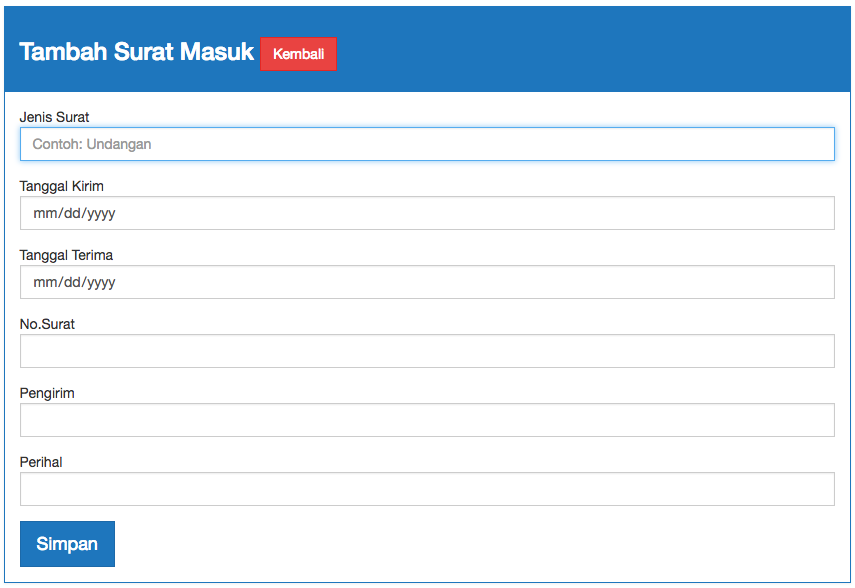 Tambah Surat Masuk Kembali
Jenis Surat
Contoh: Undangan
Tanggal Kirim
mm/dd/yyyy
Tanggal Terima
mm/dd/yyyy
No.Surat
Pengirim
Perihal
Simpan